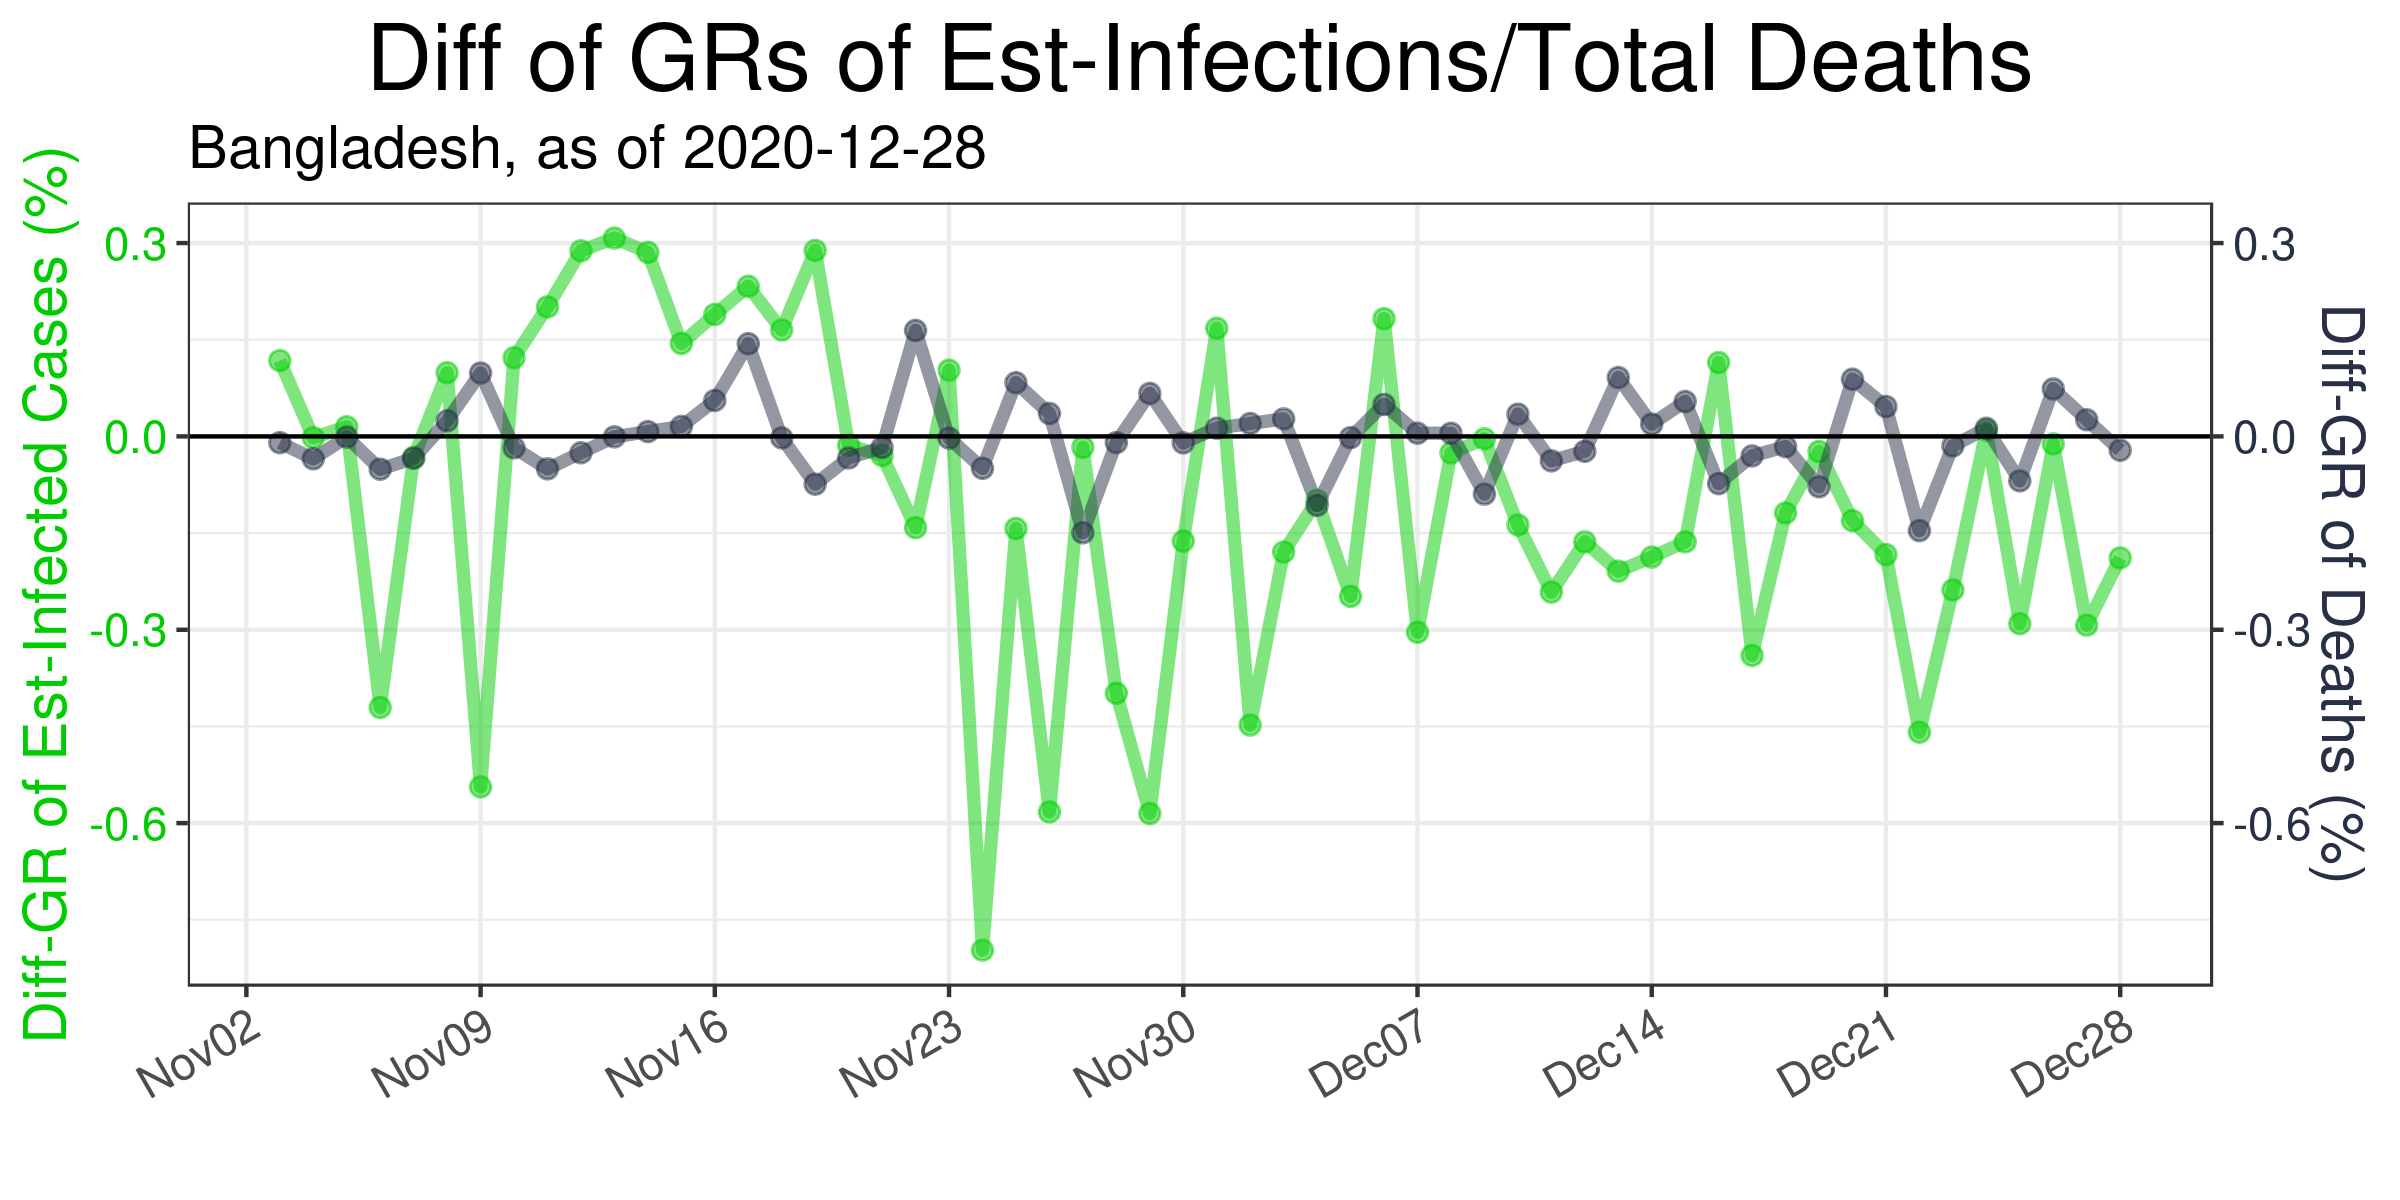 Diff of GRs of Est-Infections/Total Deaths
Bangladesh, as of 2020-12-28
Diff-GR of Est-Infected Cases (%)
0.3
0.0
-0.3
-0.6
0.3
0.0
-0.3
-0.6
Diff-GR of Deaths (%)
Nov02
Nov09
Nov16
Nov23
Nov30
Dec07
Dec14
Dec21
Dec28